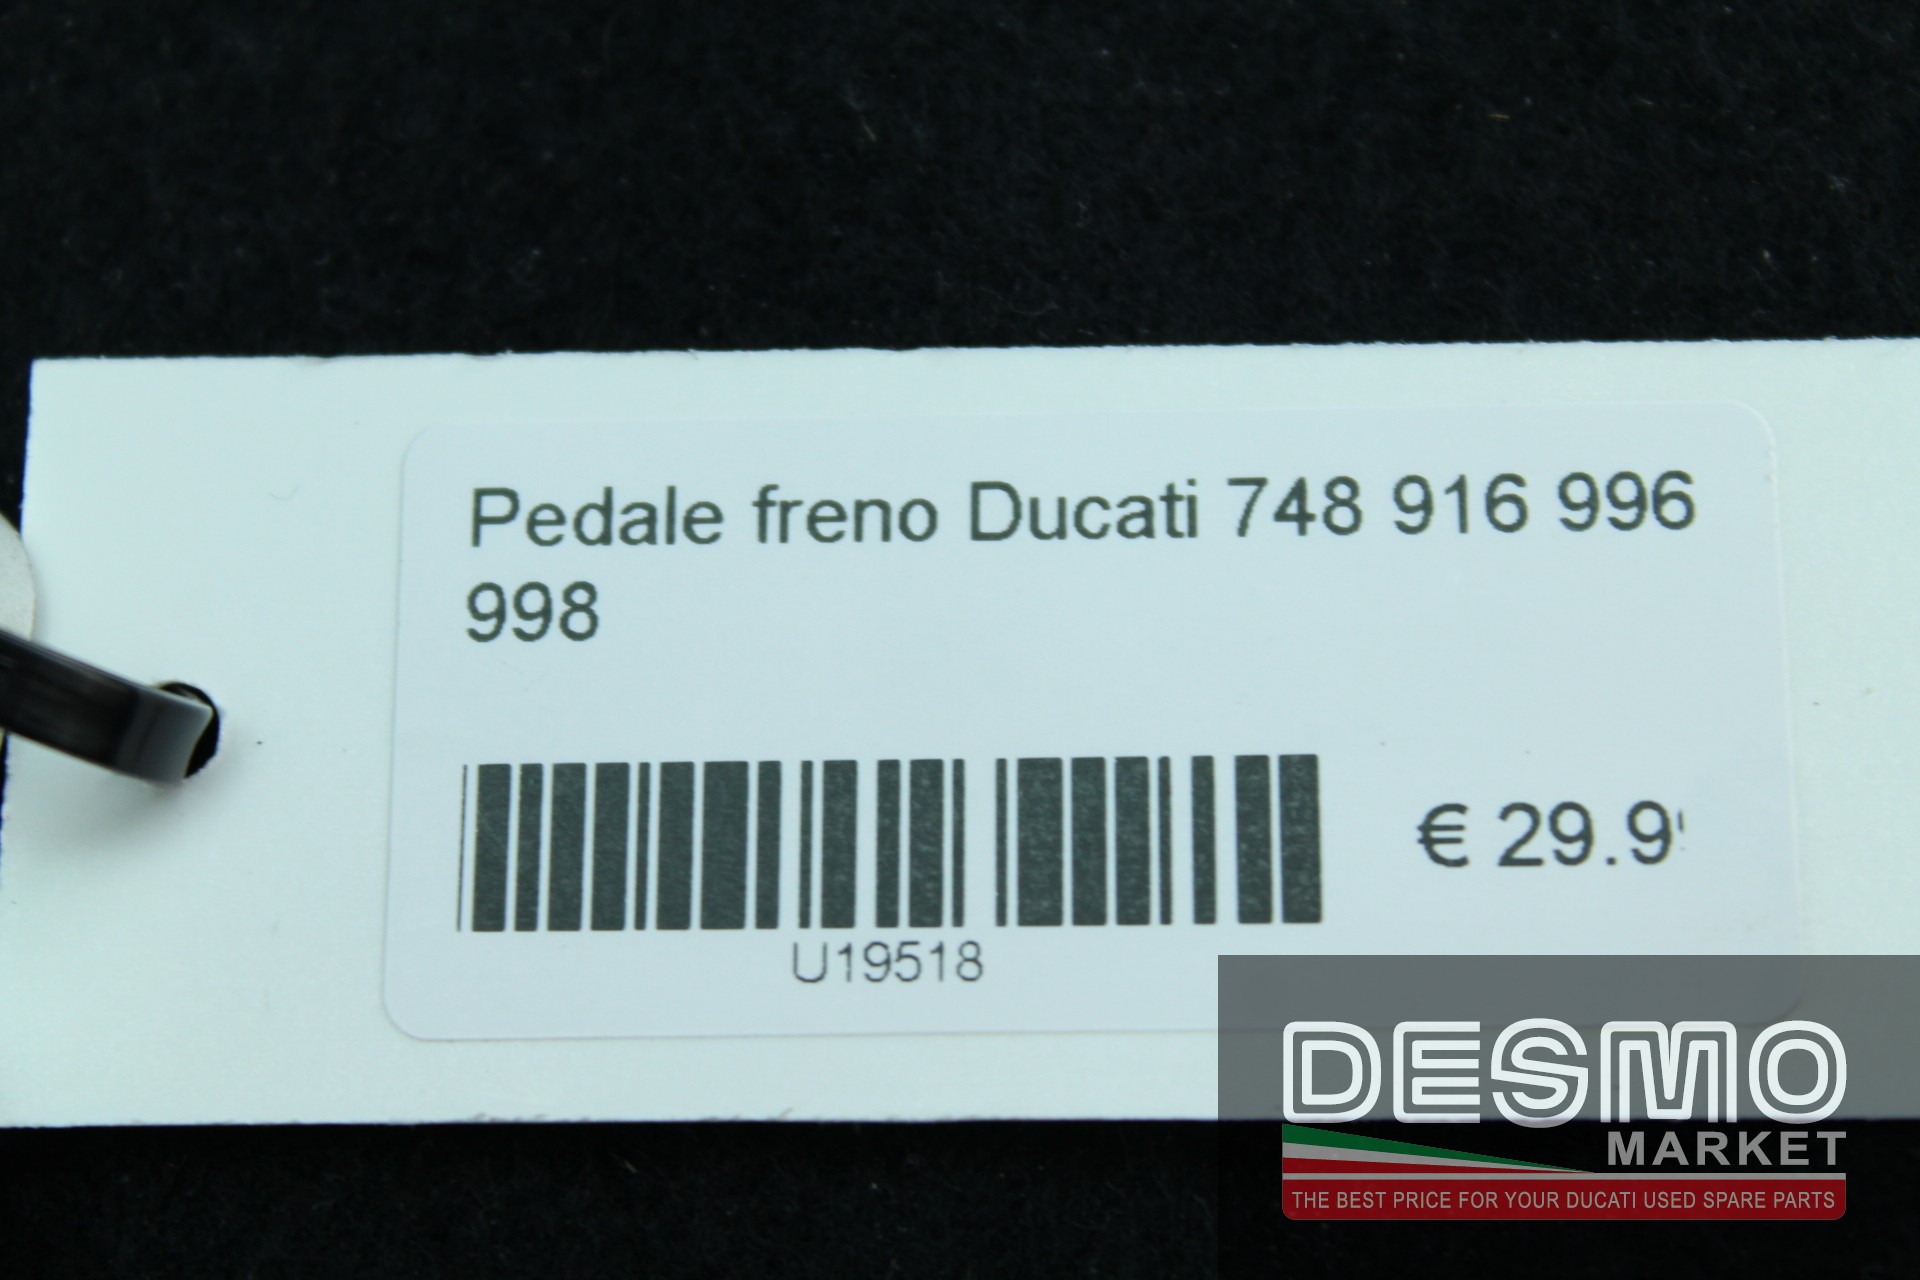 Pedale freno Ducati 748 916 996
998
€ 29.9
U19518
DESMO
MARKET
THE BEST PRICE FOR YOUR DUCATI USED SPARE PARTS